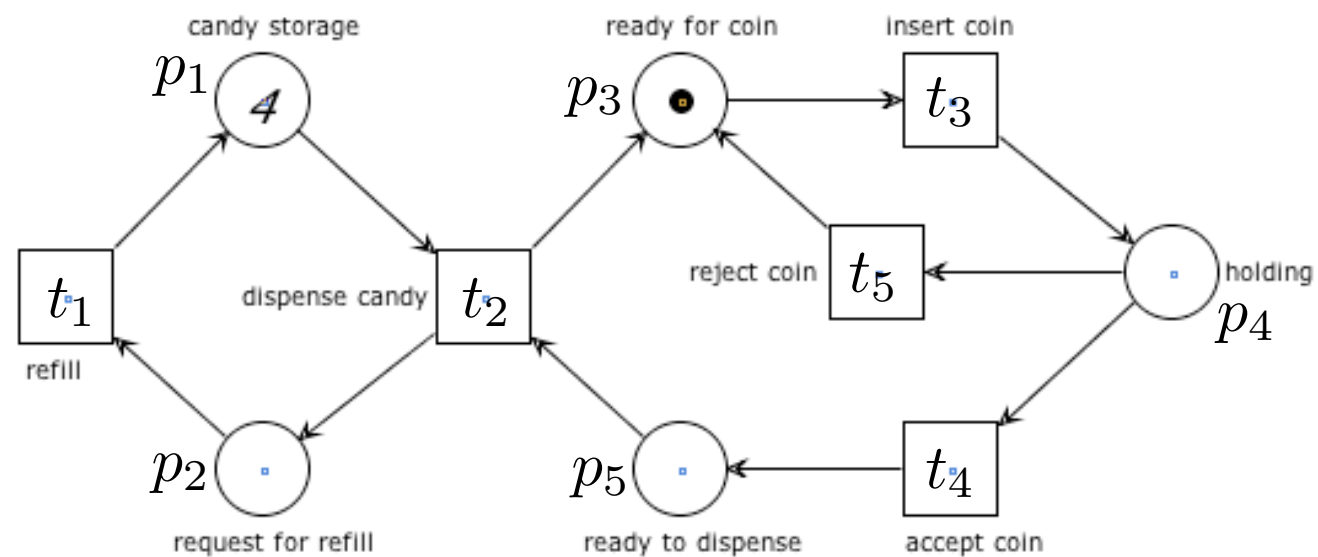 candy storage
ready for coin
insert coin
p1
4
p3
t3
t1
dispense candy
t2
reject coin
t5
holding
p4
refill
p2
p5
t4
request for refill
ready to dispense
accept coin